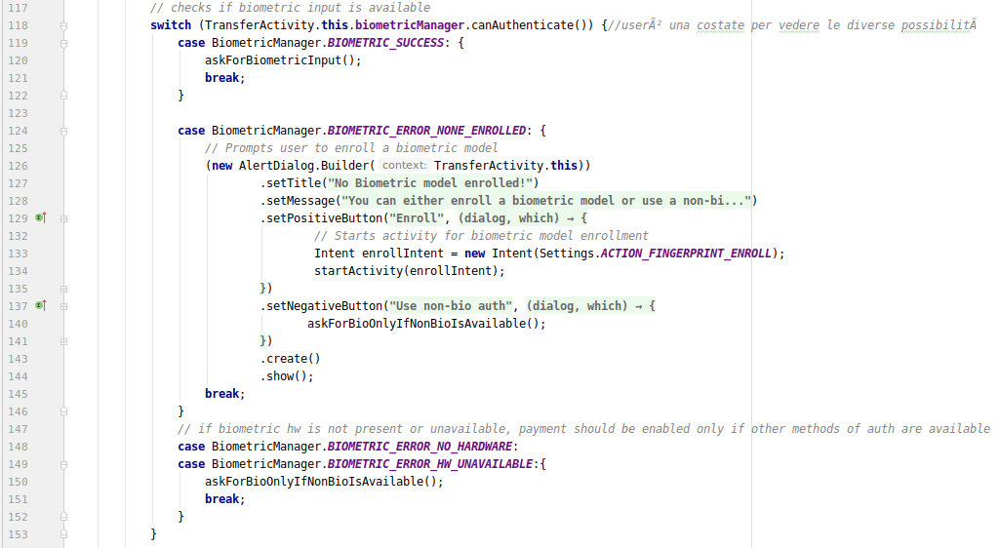 117 // checks if biometric input is available
118 switch (TransferActivity.this.biometricManager.canAuthenticate()) {//userÃ² una costate per vedere le diverse possibilitÃ
119 case BiometricManager.BIOMETRIC_SUCCESS: {
120 askForBiometricInput();
121 break;
122 }
123
124 case BiometricManager.BIOMETRIC_ERROR_NONE_ENROLLED: {
125 // Prompts user to enroll a biometric model
126 (new AlertDialog.Builder( context: TransferActivity.this))
127 .setTitle("No Biometric model enrolled!")
128 .setMessage("You can either enroll a biometric model or use a non-bi...")
129 .setPositiveButton("Enroll", (dialog, which) → {
132 // Starts activity for biometric model enrollment
133 Intent enrollIntent = new Intent(Settings.ACTION_FINGERPRINT_ENROLL);
134 startActivity(enrollIntent);
135 })
137 .setNegativeButton("Use non-bio auth", (dialog, which) → {
140 askForBioOnlyIfNonBioIsAvailable();
141 })
143 .create()
144 .show();
145 break;
146 }
147 // if biometric hw is not present or unavailable, payment should be enabled only if other methods of auth are available
148 case BiometricManager.BIOMETRIC_ERROR_NO_HARDWARE:
149 case BiometricManager.BIOMETRIC_ERROR_HW_UNAVAILABLE:{
150 askForBioOnlyIfNonBioIsAvailable();
151 break;
152 }
153 }